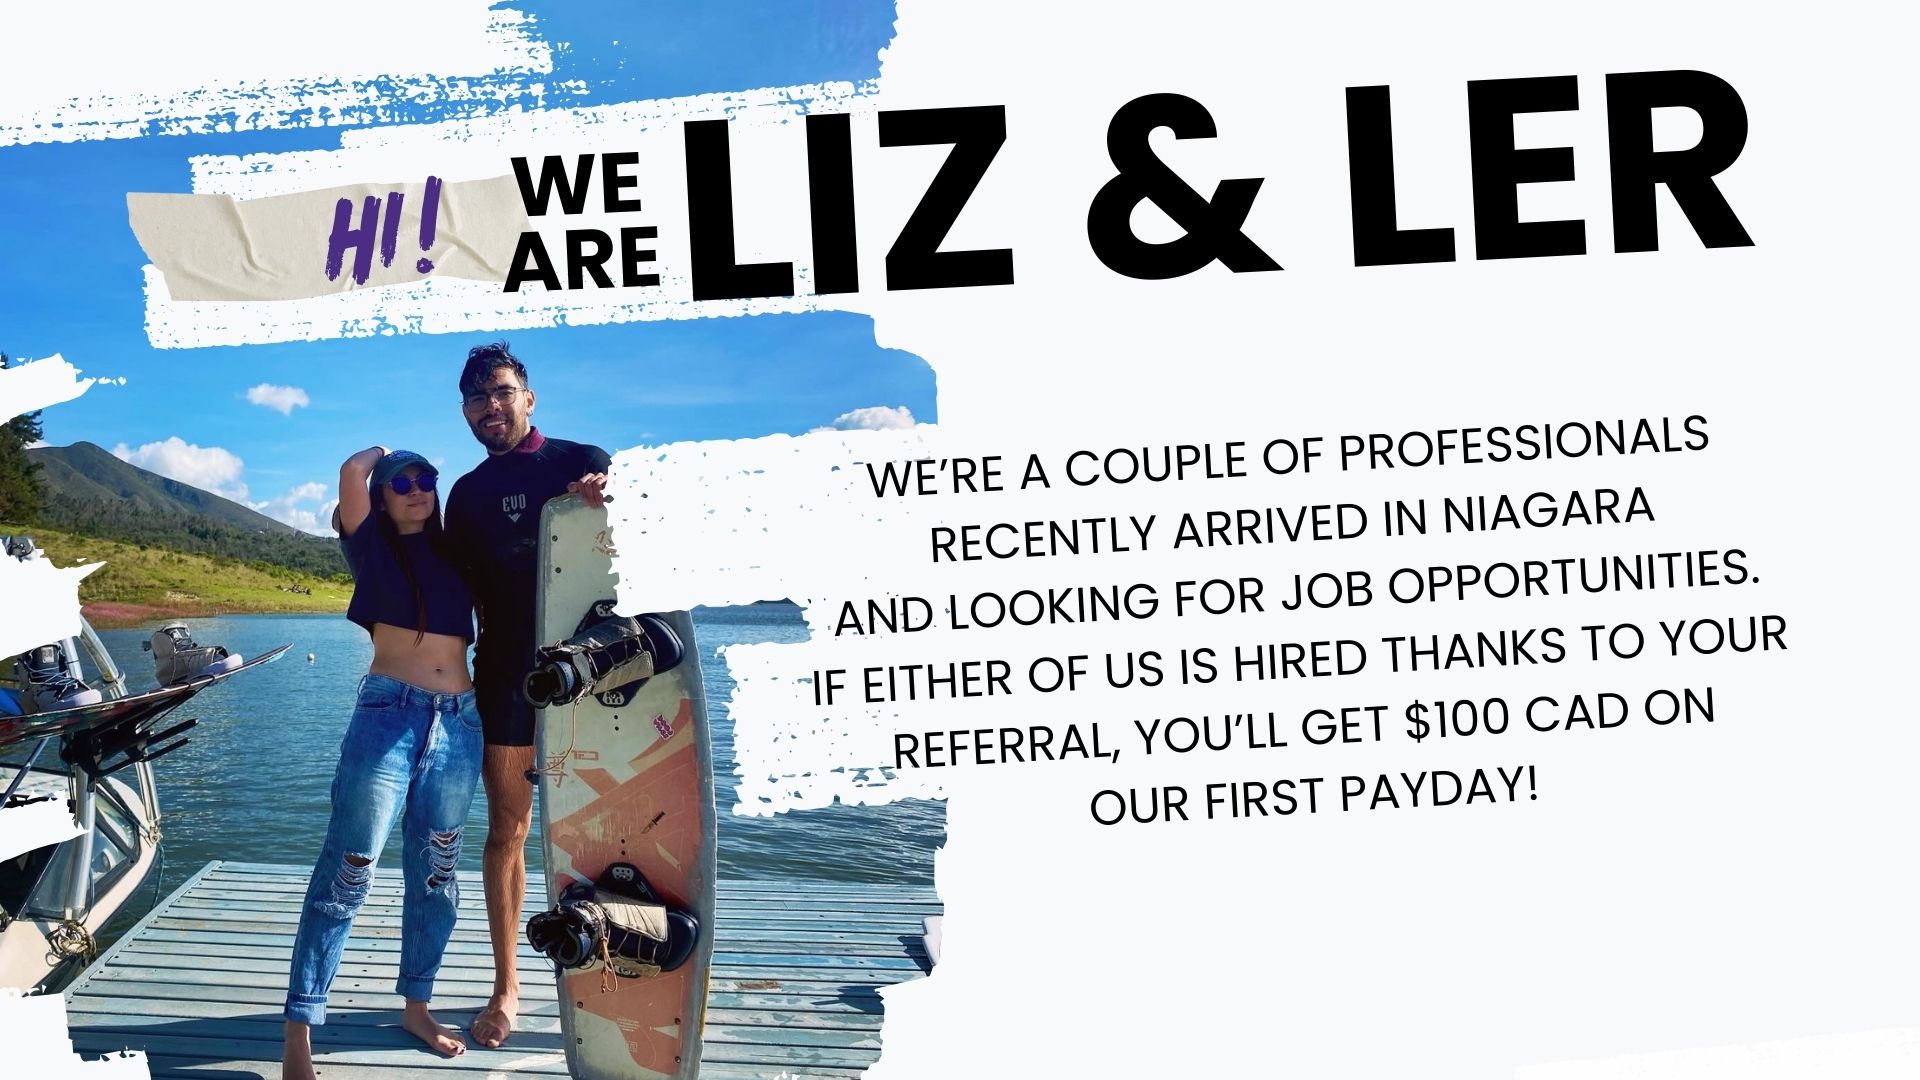 HI!
WE
ARE
LIZ & LER
EVO
WE'RE A COUPLE OF PROFESSIONALS
RECENTLY ARRIVED IN NIAGARA
AND LOOKING FOR JOB OPPORTUNITIES.
IF EITHER OF US IS HIRED THANKS TO YOUR
REFERRAL, YOU'LL GET $100 CAD ON
OUR FIRST PAYDAY!